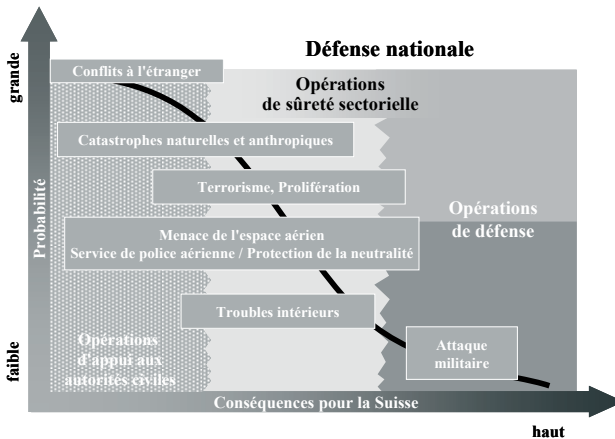 Défense nationale
grande
Conflits à l'étranger
Opérations
de sûreté sectorielle
Catastrophes naturelles et anthropiques
Terrorisme, Prolifération
Probabilité
Opérations
de défense
Menace de l'espace aérien
Service de police aérienne / Protection de la neutralité
Troubles intérieurs
faible
Opérations
d'appui aux
autorités civiles
Attaque
militaire
Conséquences pour la Suisse
haut